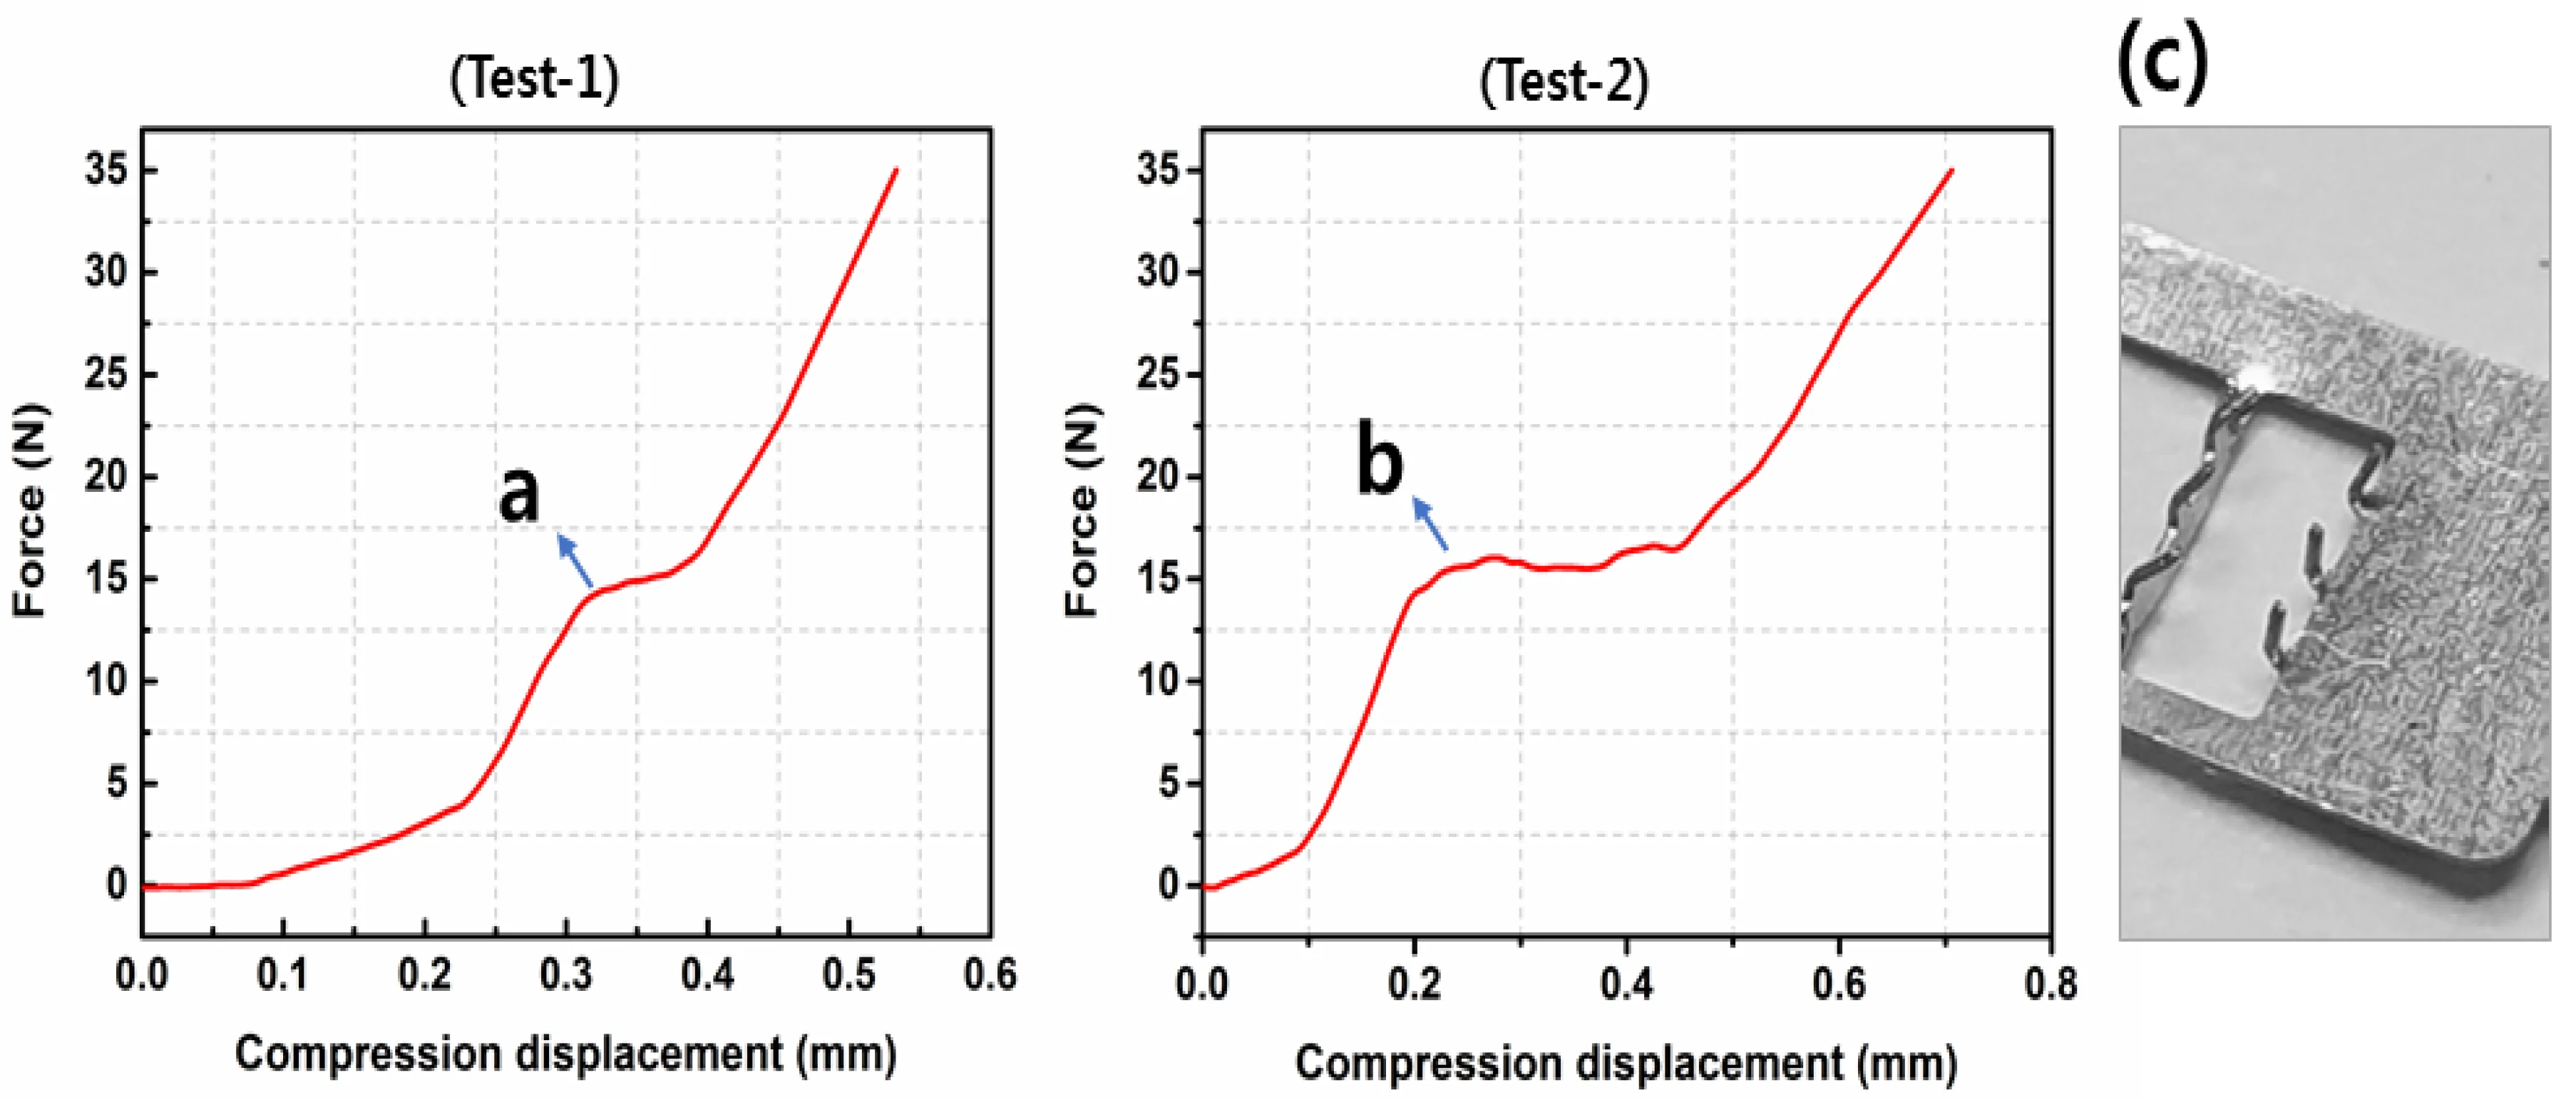 (Test-1)
35
30
25
20
15
10
5
0
Force (N)
a
0.0 0.1 0.2 0.3 0.4 0.5 0.6
Compression displacement (mm)
(Test-2)
35
30
25
20
15
10
5
0
Force (N)
b
0.0 0.2 0.4 0.6 0.8
Compression displacement (mm)
(c)